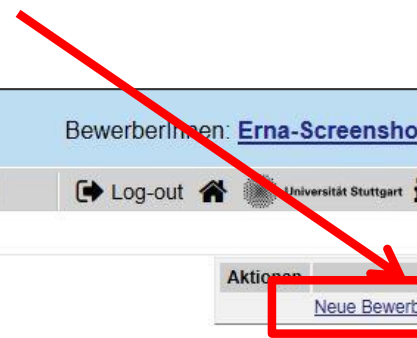 BewerberInnen: Erna-Screensho
Log-out Universität Stuttgart
Aktionen
Neue Bewerb